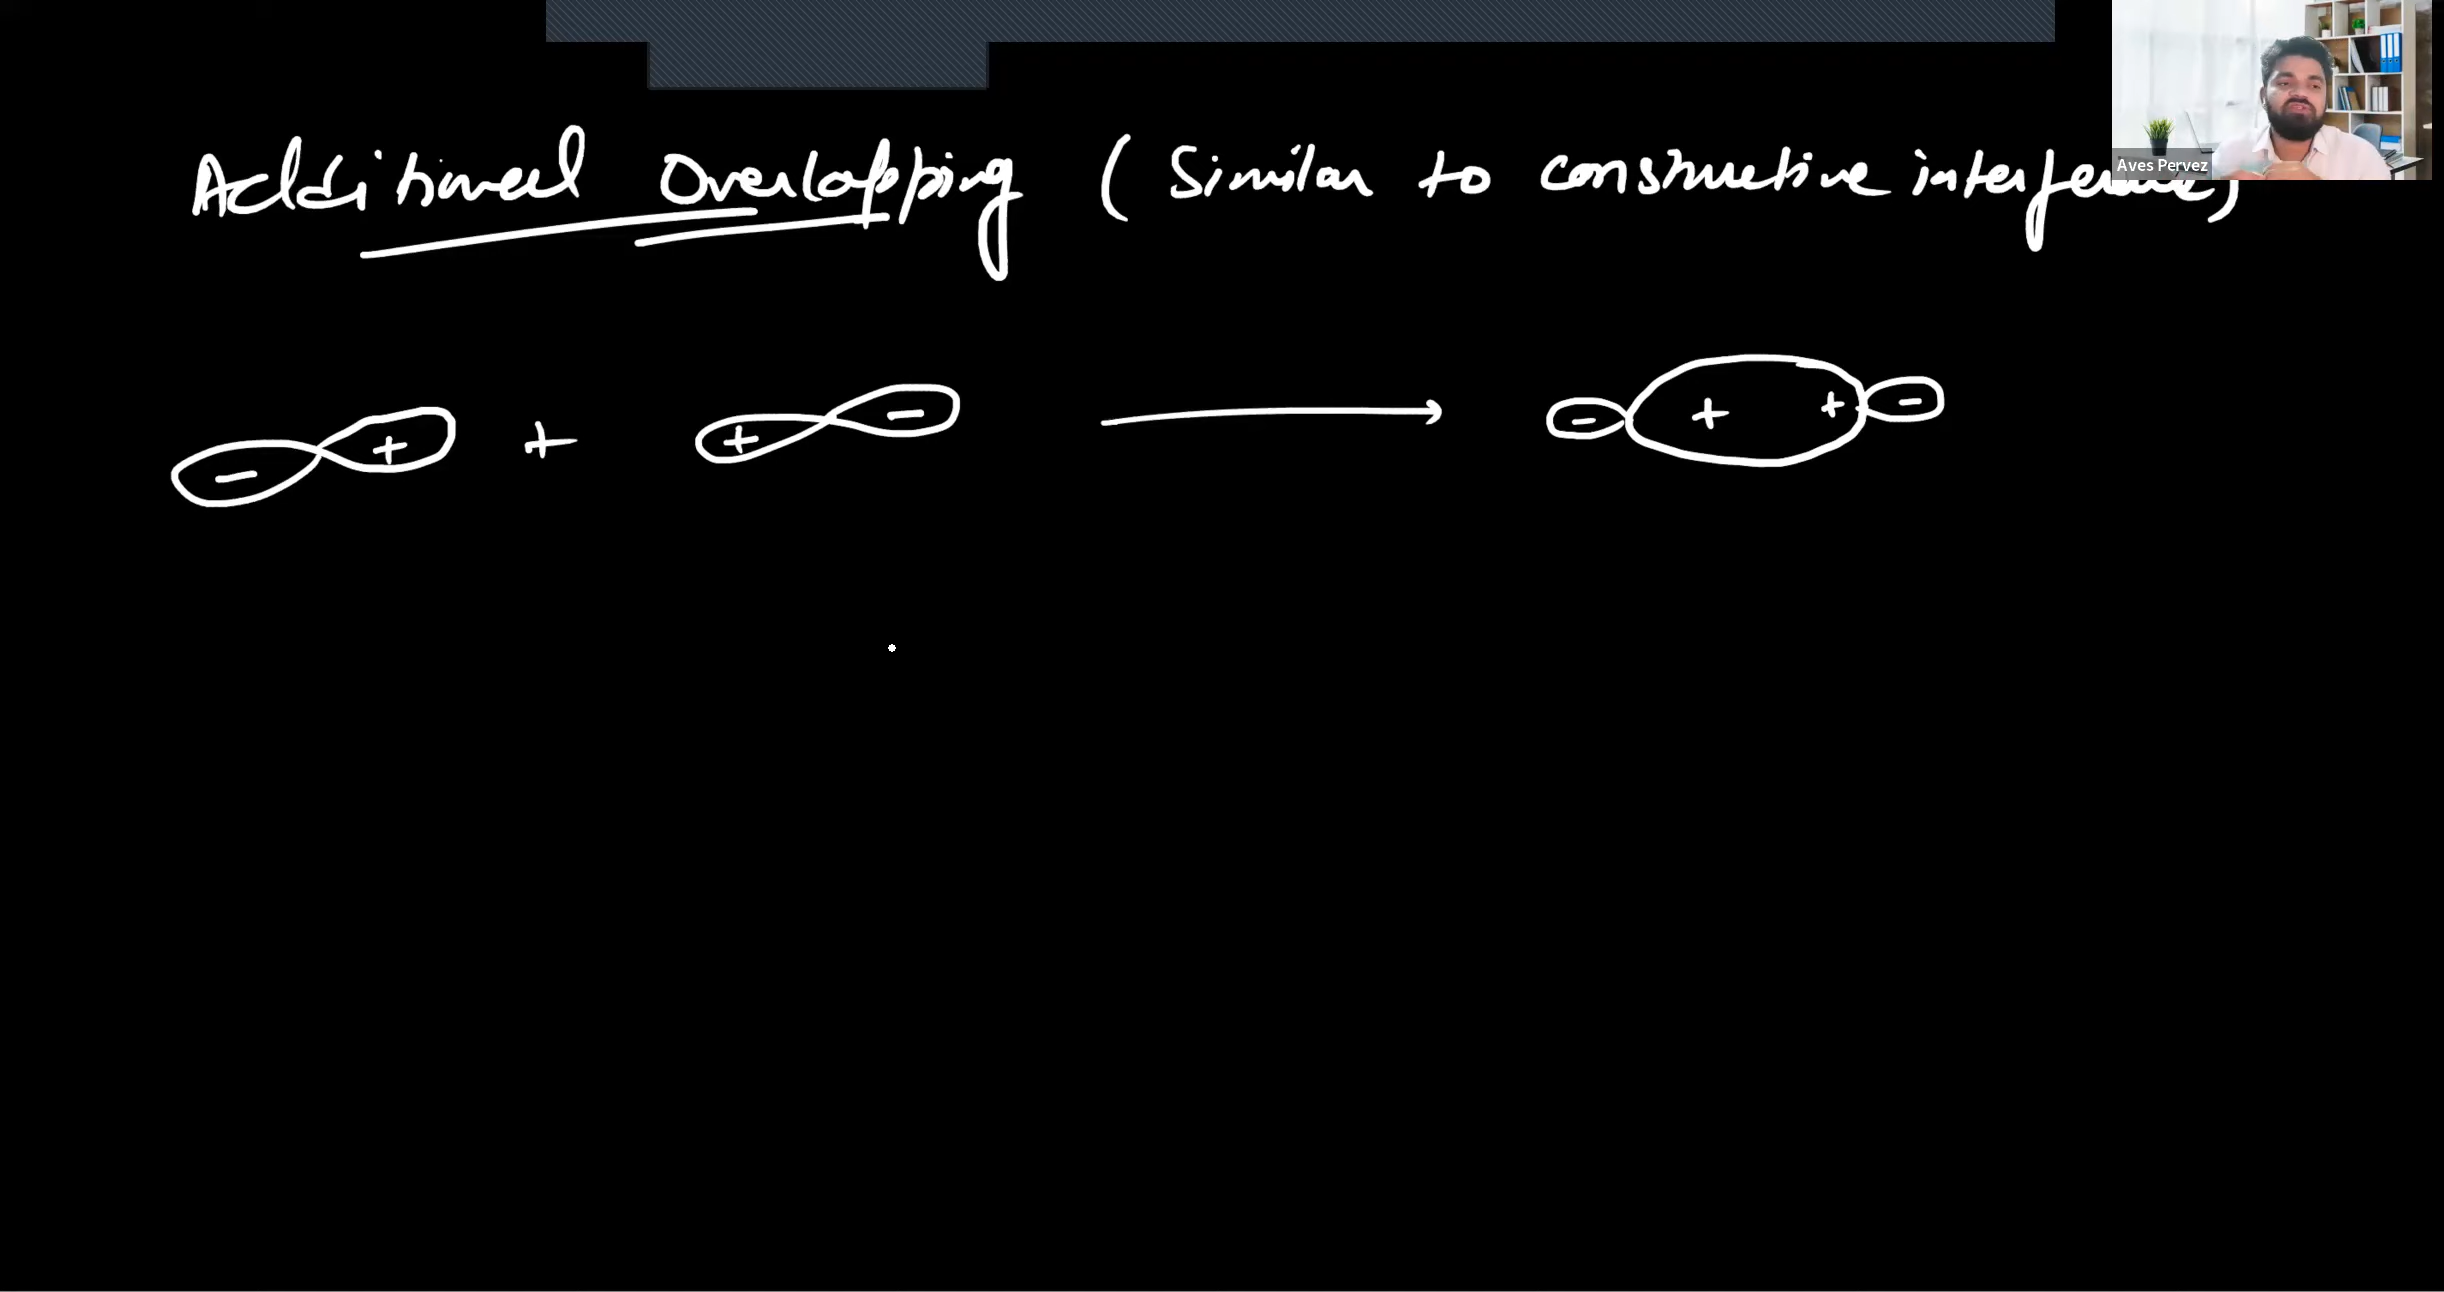 Additional Overlapping (Similar to constructive interference)
Aves Pervez
- + + + - → - + + -